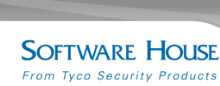 SOFTWARE HOUSE
From Tyco Security Products